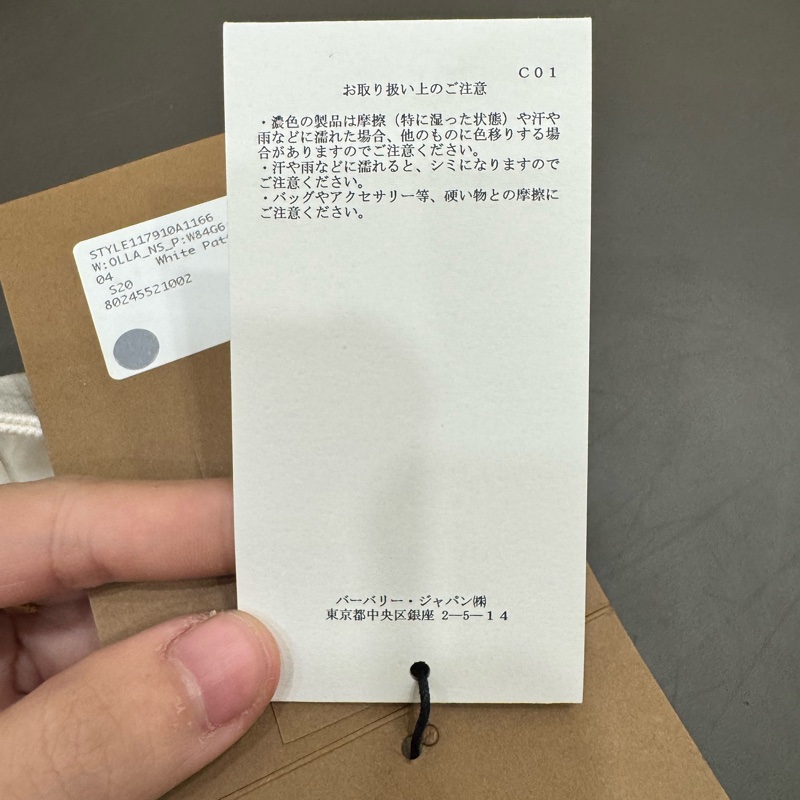 C01
お取り扱い上のご注意
・濃色の製品は摩擦（特に湿った状態）や汗や
雨などに濡れた場合、他のものに色移りする場
合がありますのでご注意ください。
・汗や雨などに濡れると、シミになりますので
ご注意ください。
・バッグやアクセサリー等、硬い物との摩擦に
ご注意ください。
バーバリー・ジャパン㈱
東京都中央区銀座 2―5―14
STYLE117910A1166
W:OLLA_NS_P:W84G6
04 White
S20
80245521002